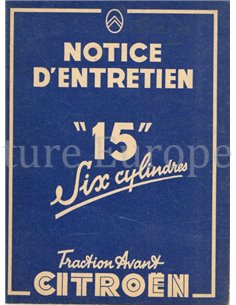 NOTICE
D'ENTRETIEN
"15"
Six cylindres
Traction Avant
CITROËN